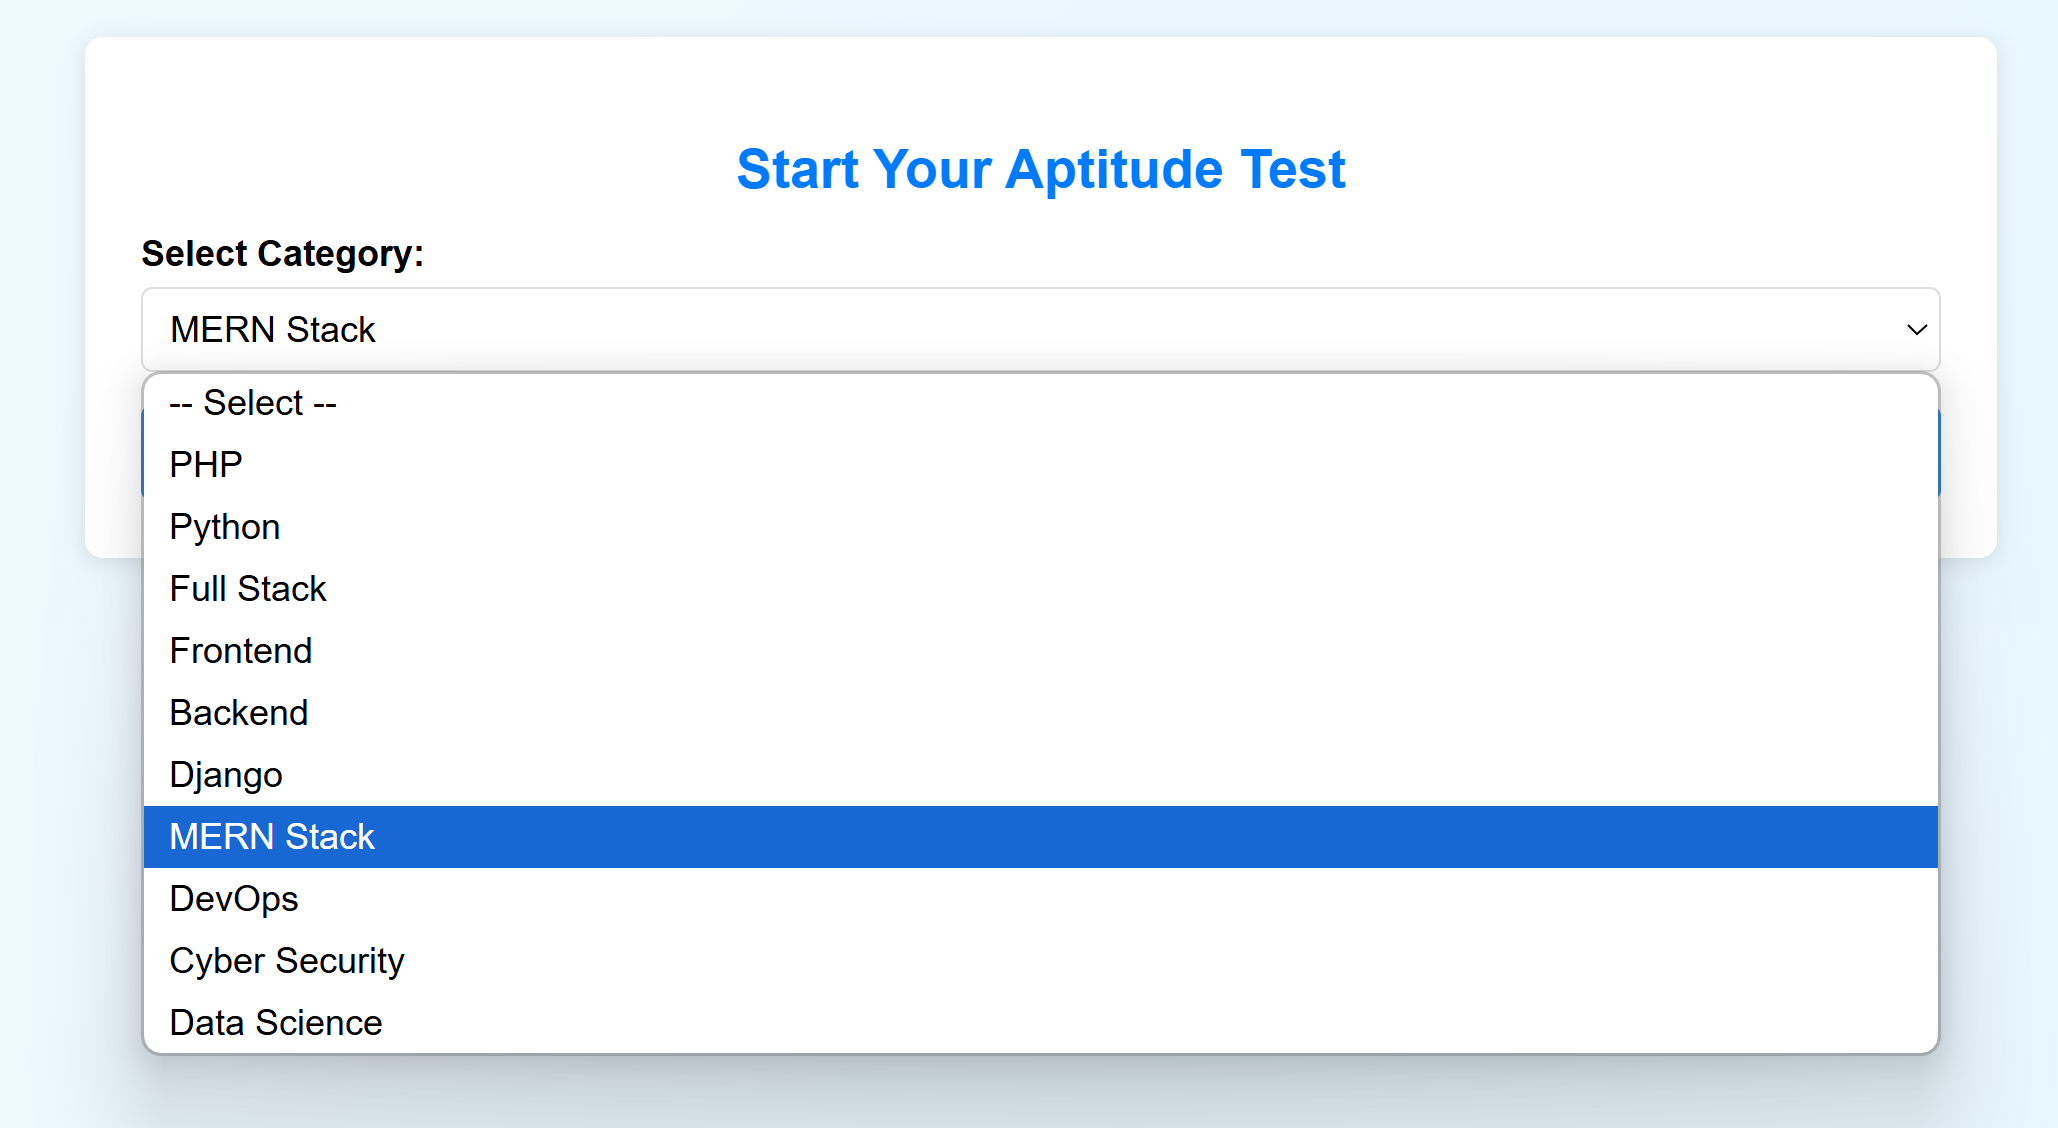 Start Your Aptitude Test
Select Category:
MERN Stack
-- Select --
PHP
Python
Full Stack
Frontend
Backend
Django
MERN Stack
DevOps
Cyber Security
Data Science